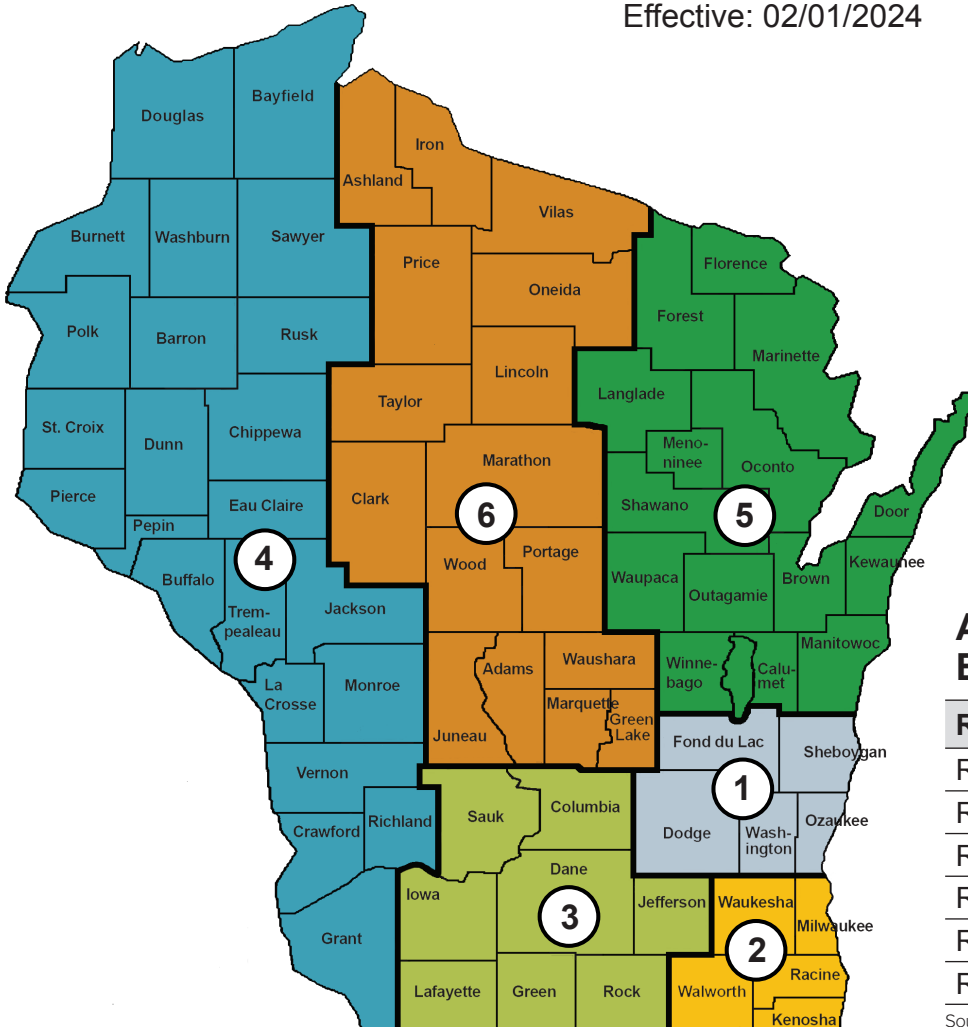 Effective: 02/01/2024
Bayfield
Douglas
Iron
Ashland
Vilas
Burnett
Washburn
Sawyer
Price
Florence
Oneida
Forest
Polk
Barron
Rusk
Marinette
Lincoln
Langlade
Taylor
St. Croix
Dunn
Chippewa
Meno-
ninee
Marathon
Oconto
Pierce
Clark
Eau Claire
Shawano
6
5
Door
Pepin
4
Buffalo
Wood
Portage
Waupaca
Outagamie
Brown
Kewaunee
Trem-
pealeau
Jackson
Manitowoc
Adams
Waushara
Winne-
bago
Calu-
met
La
Crosse
Monroe
Marquette
Green
Lake
Juneau
Fond du Lac
Sheboygan
Vernon
1
Sauk
Columbia
Crawford
Richland
Dodge
Wash-
ington
Ozaukee
Dane
Iowa
Jefferson
Waukesha
3
Milwaukee
Grant
2
Lafayette
Green
Rock
Walworth
Racine
Kenosha
A
E
R
R
R
R
R
R
R
Sou